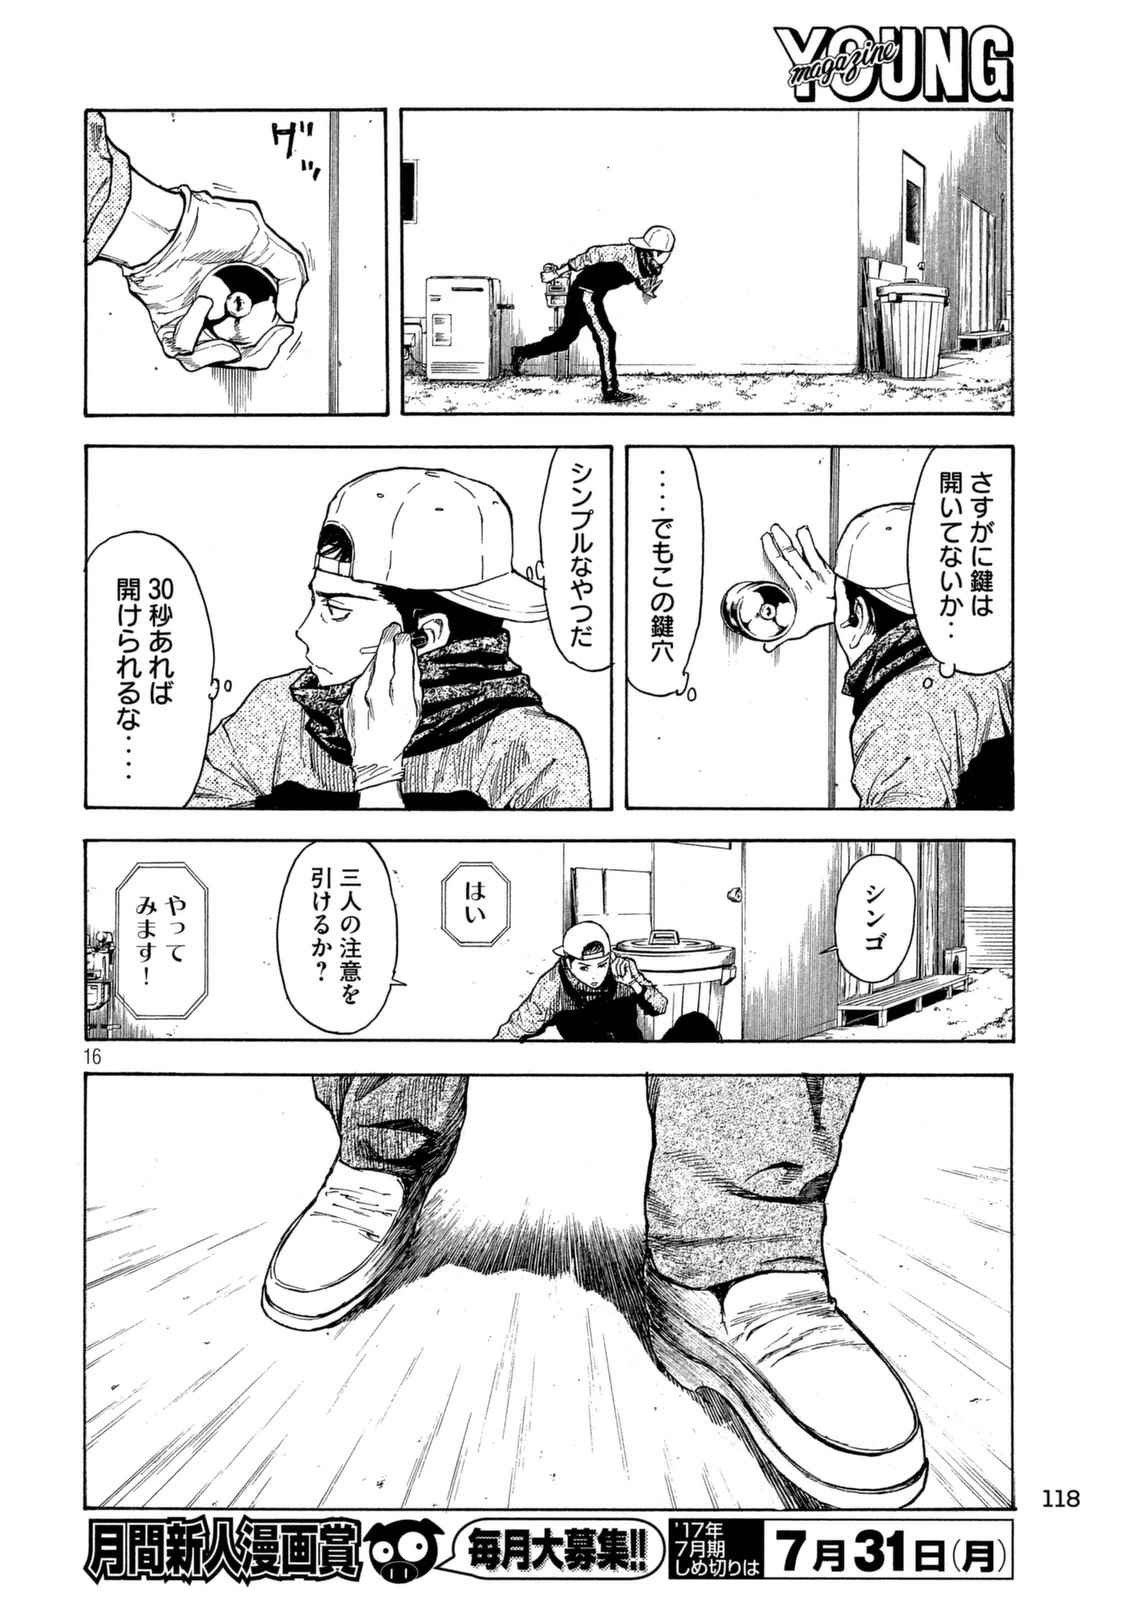 YOUNG
magazine
グッ
さすがに鍵は
開いてないか‥
‥‥でもこの鍵穴
シンプルなやつだ
30秒あれば
開けられるな‥‥
シンゴ
はい
三人の注意を
引けるか?
やって
みます!
16
118
月間新人漫画賞
毎月大募集!!
'17年
7月期
しめ切りは
7月31日(月)